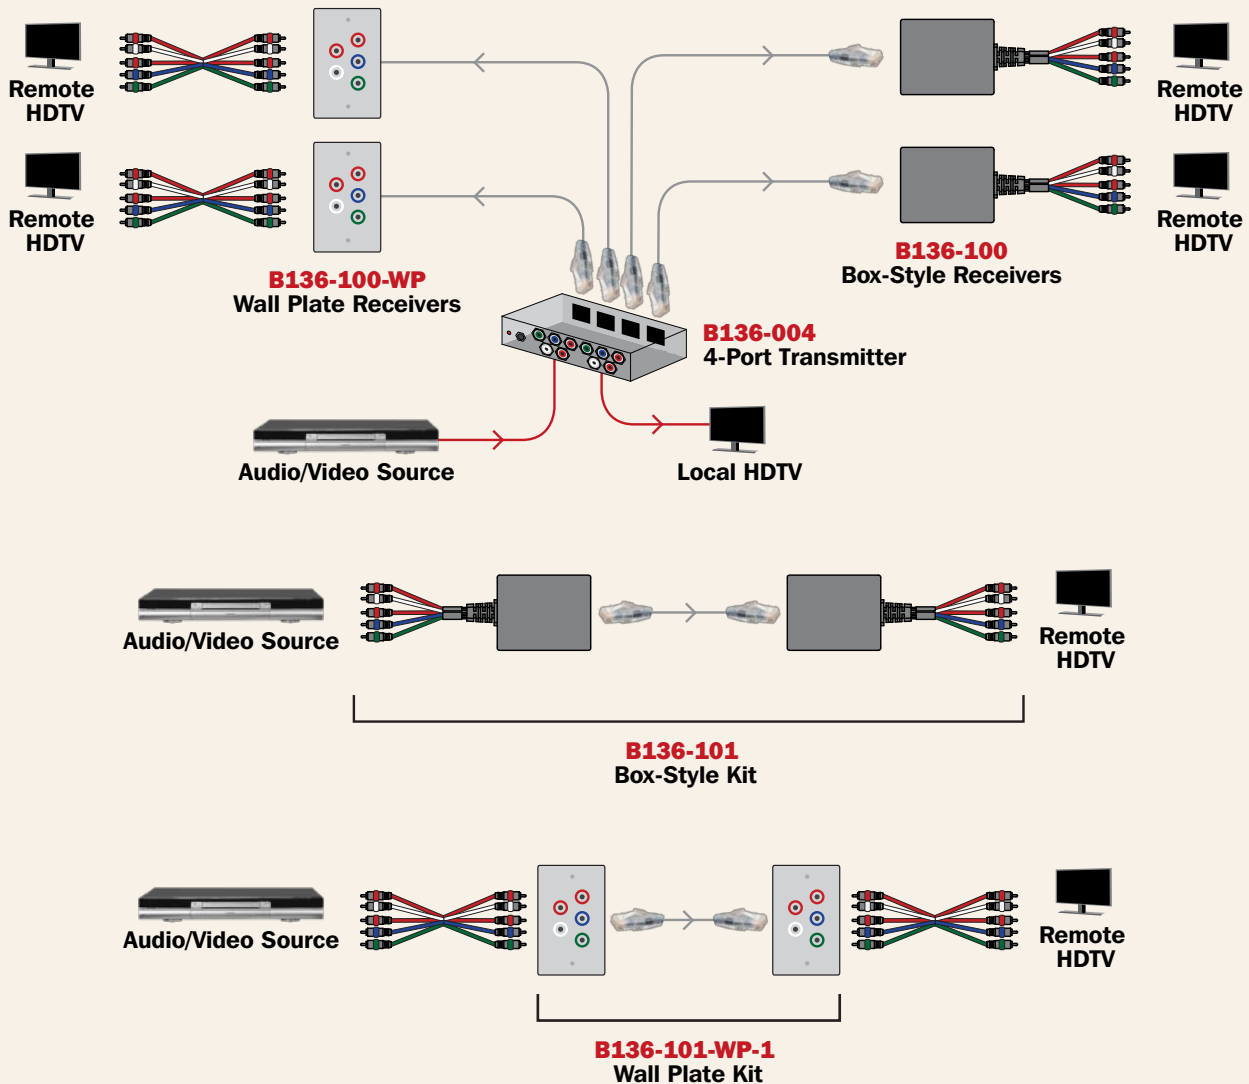 Remote
HDTV
Remote
HDTV
Remote
HDTV
Remote
HDTV
B136-100-WP
Wall Plate Receivers
B136-100
Box-Style Receivers
B136-004
4-Port Transmitter
Audio/Video Source
Local HDTV
Audio/Video Source
Remote
HDTV
B136-101
Box-Style Kit
Audio/Video Source
Remote
HDTV
B136-101-WP-1
Wall Plate Kit